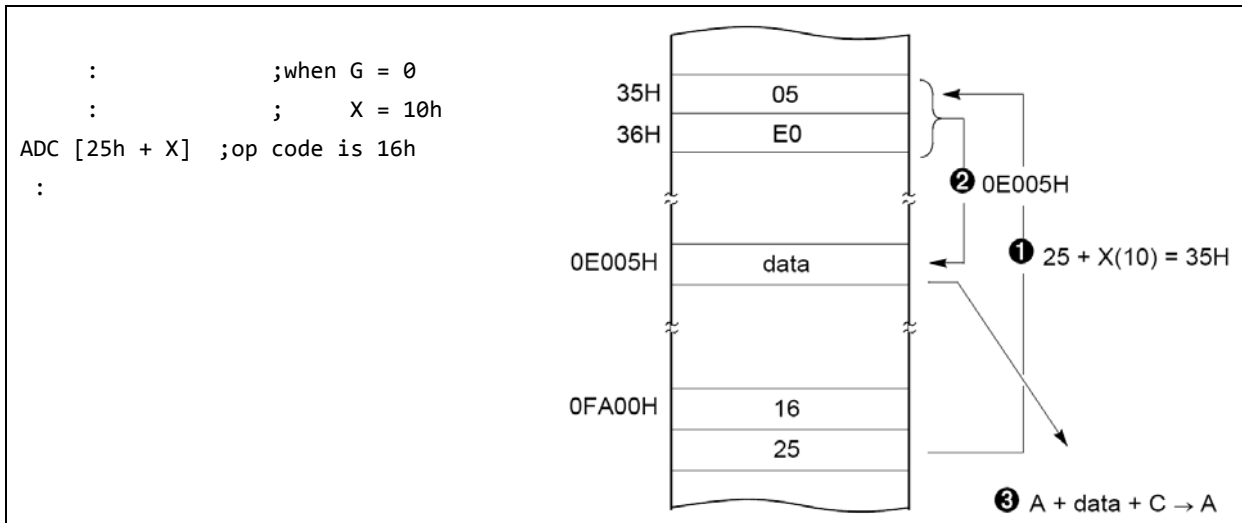 : ;when G = 0
: ; X = 10h
ADC [25h + X] ;op code is 16h
:
35H 05
36H E0
❷ 0E005H
0E005H data
❶ 25 + X(10) = 35H
0FA00H 16
25
❸ A + data + C → A